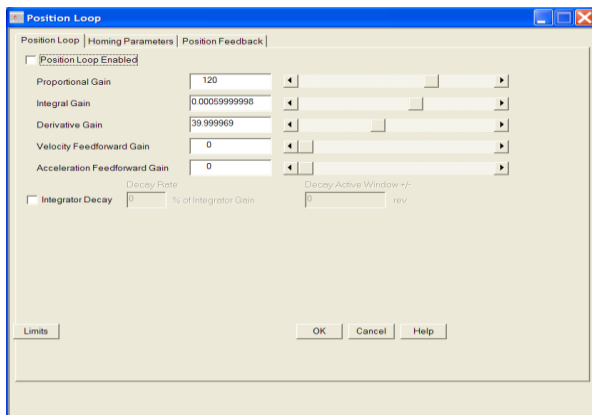 Position Loop
Position Loop Homing Parameters Position Feedback
Position Loop Enabled
Proportional Gain 120
Integral Gain 0.00059999998
Derivative Gain 39.999969
Velocity Feedforward Gain 0
Acceleration Feedforward Gain 0
Decay Rate Decay Active Window +/-
Integrator Decay 0 % of Integrator Gain 0 rev
Limits OK Cancel Help